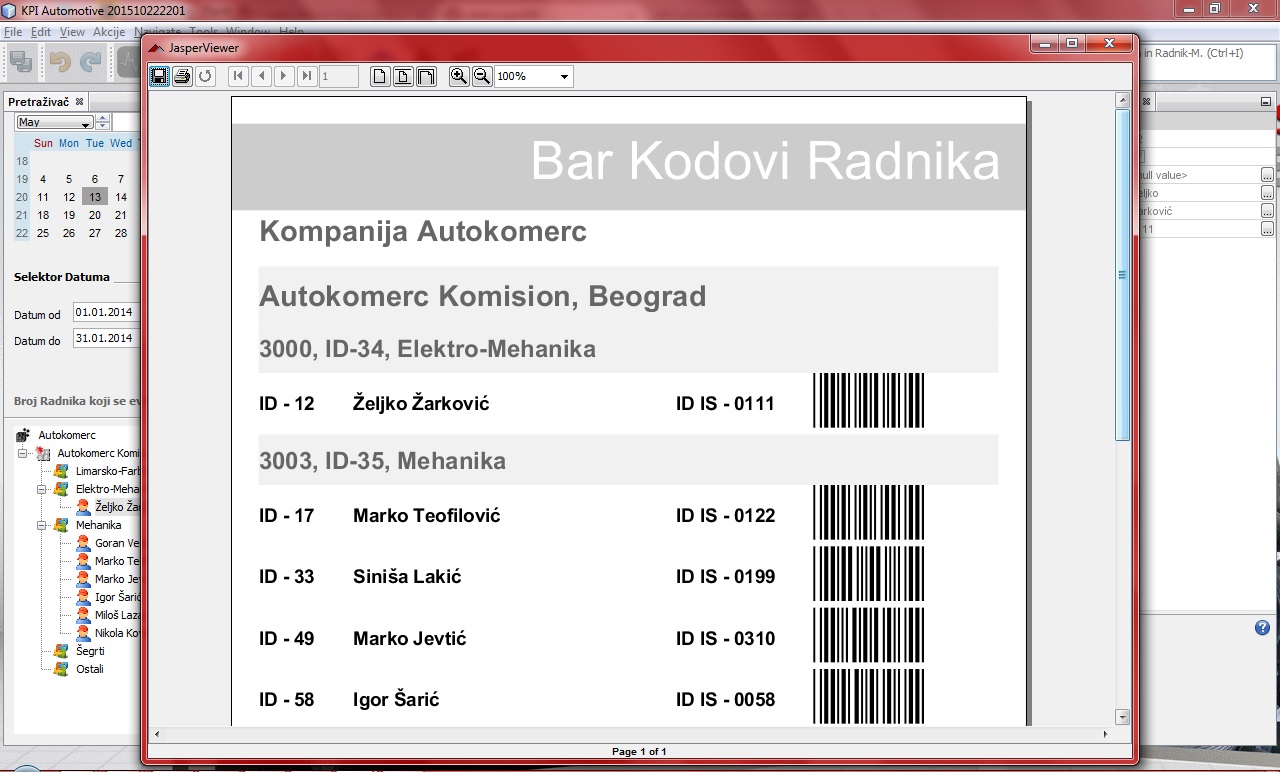 KPI Automotive 201510222201
File Edit View Akcije Navigate Tools Window Help
in Radnik-M. (Ctrl+I)
JasperViewer
1
100%
Pretraživač
May
Sun Mon Tue Wed
18
19 4 5 6 7
20 11 12 13 14
21 18 19 20 21
22 25 26 27 28
Selektor Datuma
Datum od 01.01.2014
Datum do 31.01.2014
Broj Radnika koji se ev
Autokomerc
Autokomerc Komi
Limarsko-Farb
Elektro-Meha
Željko Žar
Mehanika
Goran Ve
Marko Te
Marko Jev
Igor Šarić
Miloš Laza
Nikola Kov
Šegrti
Ostali
Bar Kodovi Radnika
Kompanija Autokomerc
Autokomerc Komision, Beograd
3000, ID-34, Elektro-Mehanika
ID - 12 Željko Žarković ID IS - 0111
3003, ID-35, Mehanika
ID - 17 Marko Teofilović ID IS - 0122
ID - 33 Siniša Lakić ID IS - 0199
ID - 49 Marko Jevtić ID IS - 0310
ID - 58 Igor Šarić ID IS - 0058
Page 1 of 1
2
null value>
...
eljko
...
arković
...
11
...